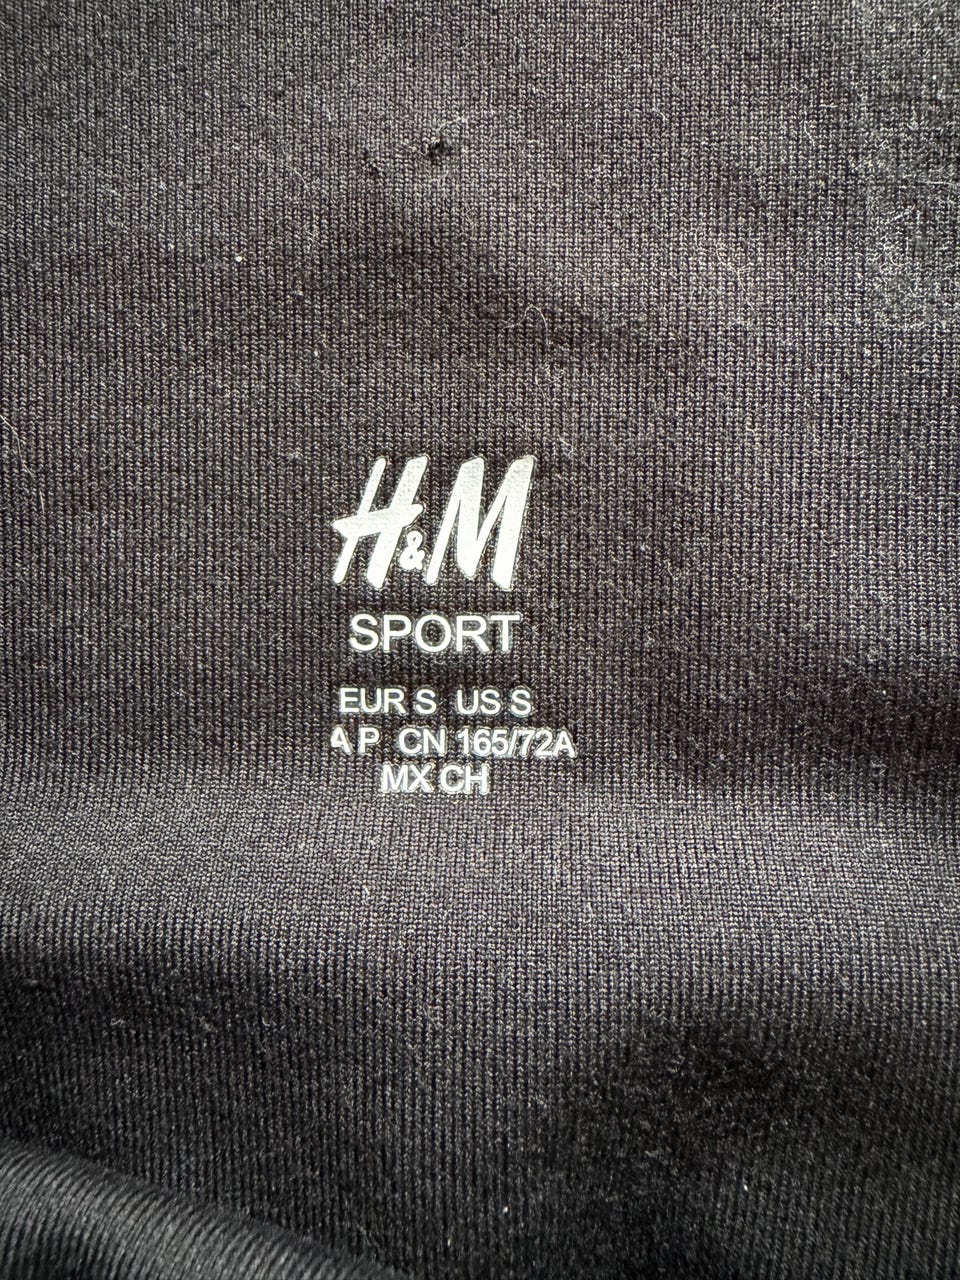 H&M
SPORT
EUR S US S
A P CN 165/72A
MX CH